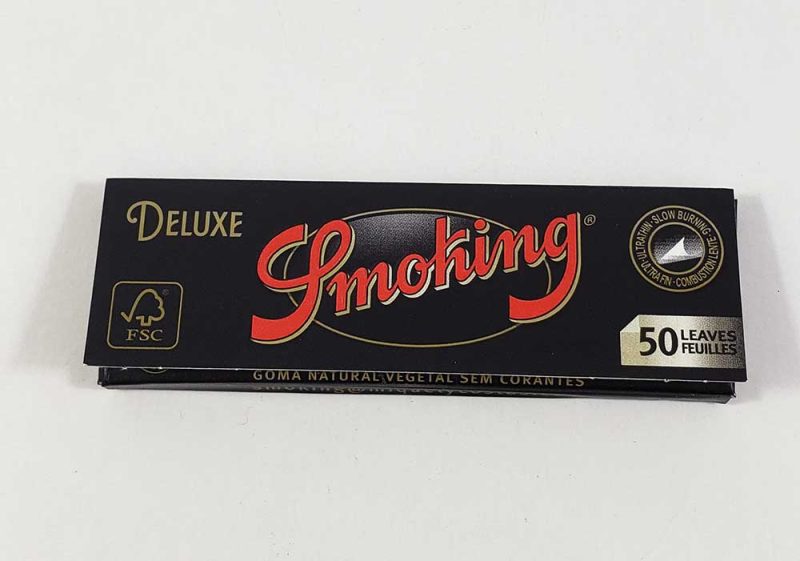 DELUXE
Smoking®
ULTRATHIN · SLOW BURNING · ULTRA FIN · COMBUSTION LENTE
FSC®
50 LEAVES
FEUILLES
GOMA NATURAL VEGETAL SEM CORANTES